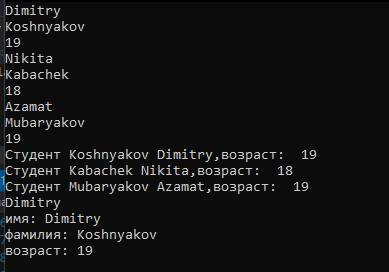 Dimitry
Koshnyakov
19
Nikita
Kabachek
18
Azamat
Mubaryakov
19
Студент Koshnyakov Dimitry,возраст:  19
Студент Kabachek Nikita,возраст:  18
Студент Mubaryakov Azamat,возраст:  19
Dimitry
имя: Dimitry
фамилия: Koshnyakov
возраст: 19